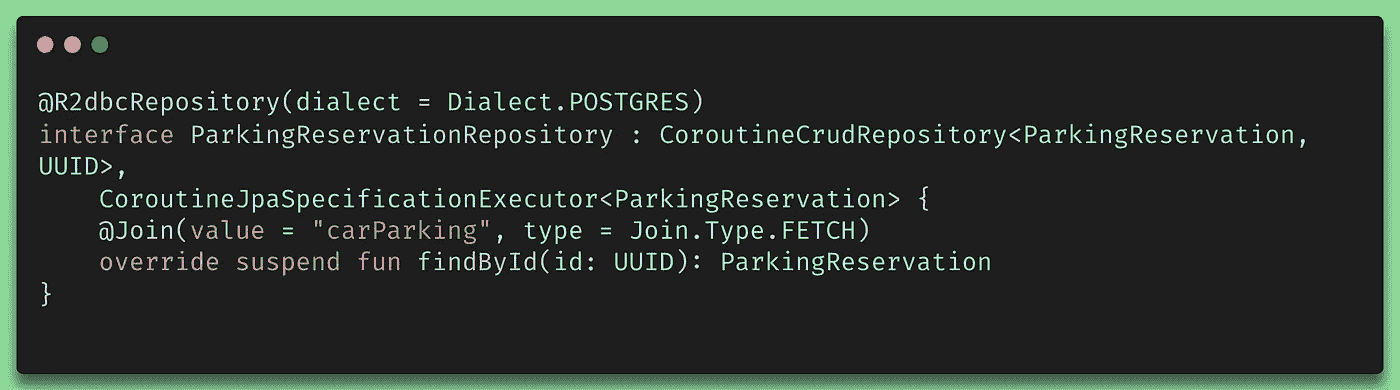 @R2dbcRepository(dialect = Dialect.POSTGRES)
interface ParkingReservationRepository : CoroutineCrudRepository<ParkingReservation,
UUID>,
    CoroutineJpaSpecificationExecutor<ParkingReservation> {
    @Join(value = "carParking", type = Join.Type.FETCH)
    override suspend fun findById(id: UUID): ParkingReservation
}